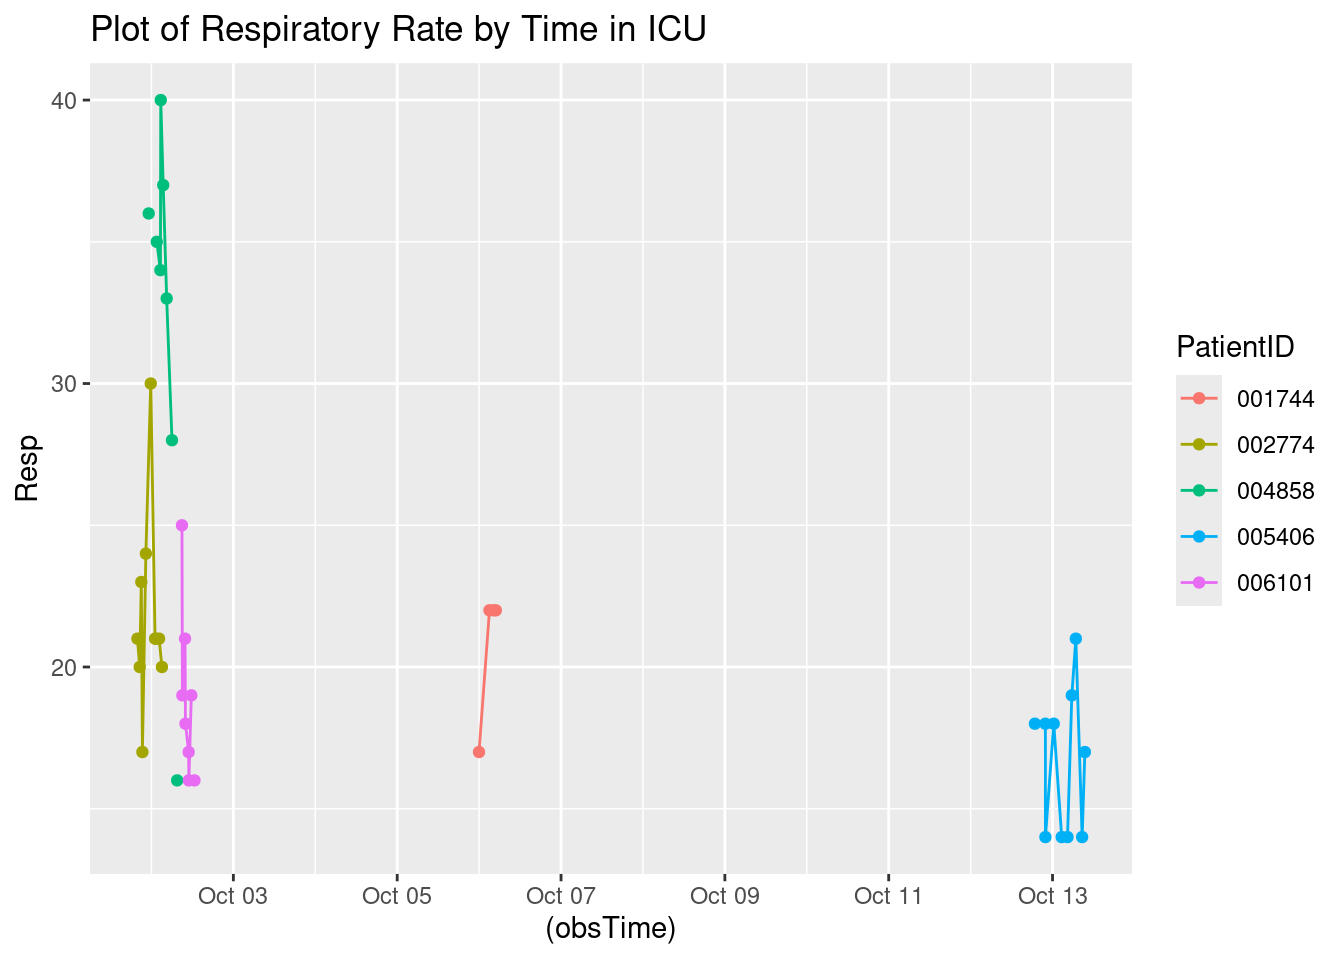 Plot of Respiratory Rate by Time in ICU
40
30
20
Resp
Oct 03 Oct 05 Oct 07 Oct 09 Oct 11 Oct 13
(obsTime)
PatientID
001744
002774
004858
005406
006101